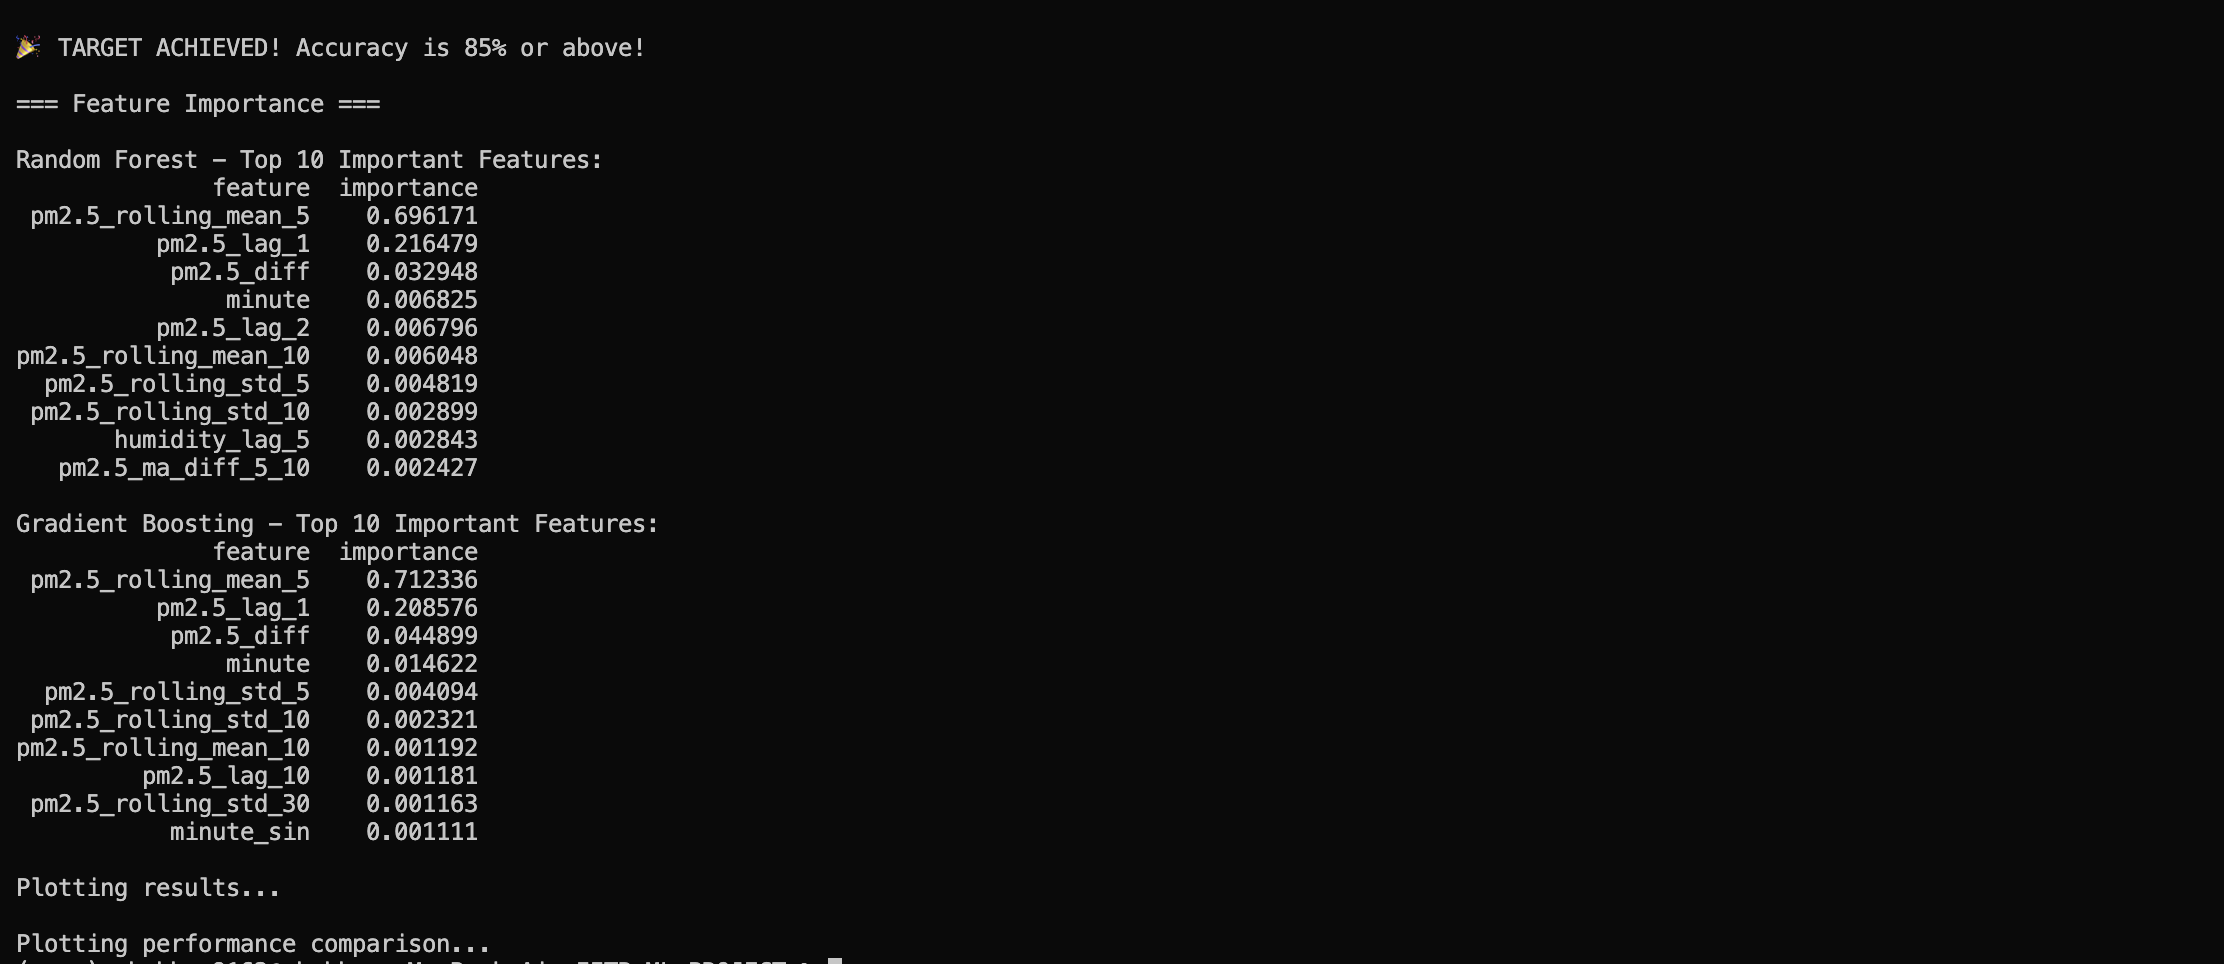 🎉 TARGET ACHIEVED! Accuracy is 85% or above!
=== Feature Importance ===
Random Forest - Top 10 Important Features:
feature  importance
pm2.5_rolling_mean_5    0.696171
pm2.5_lag_1    0.216479
pm2.5_diff    0.032948
minute    0.006825
pm2.5_lag_2    0.006796
pm2.5_rolling_mean_10    0.006048
pm2.5_rolling_std_5    0.004819
pm2.5_rolling_std_10    0.002899
humidity_lag_5    0.002843
pm2.5_ma_diff_5_10    0.002427
Gradient Boosting - Top 10 Important Features:
feature  importance
pm2.5_rolling_mean_5    0.712336
pm2.5_lag_1    0.208576
pm2.5_diff    0.044899
minute    0.014622
pm2.5_rolling_std_5    0.004094
pm2.5_rolling_std_10    0.002321
pm2.5_rolling_mean_10    0.001192
pm2.5_lag_10    0.001181
pm2.5_rolling_std_30    0.001163
minute_sin    0.001111
Plotting results...
Plotting performance comparison...